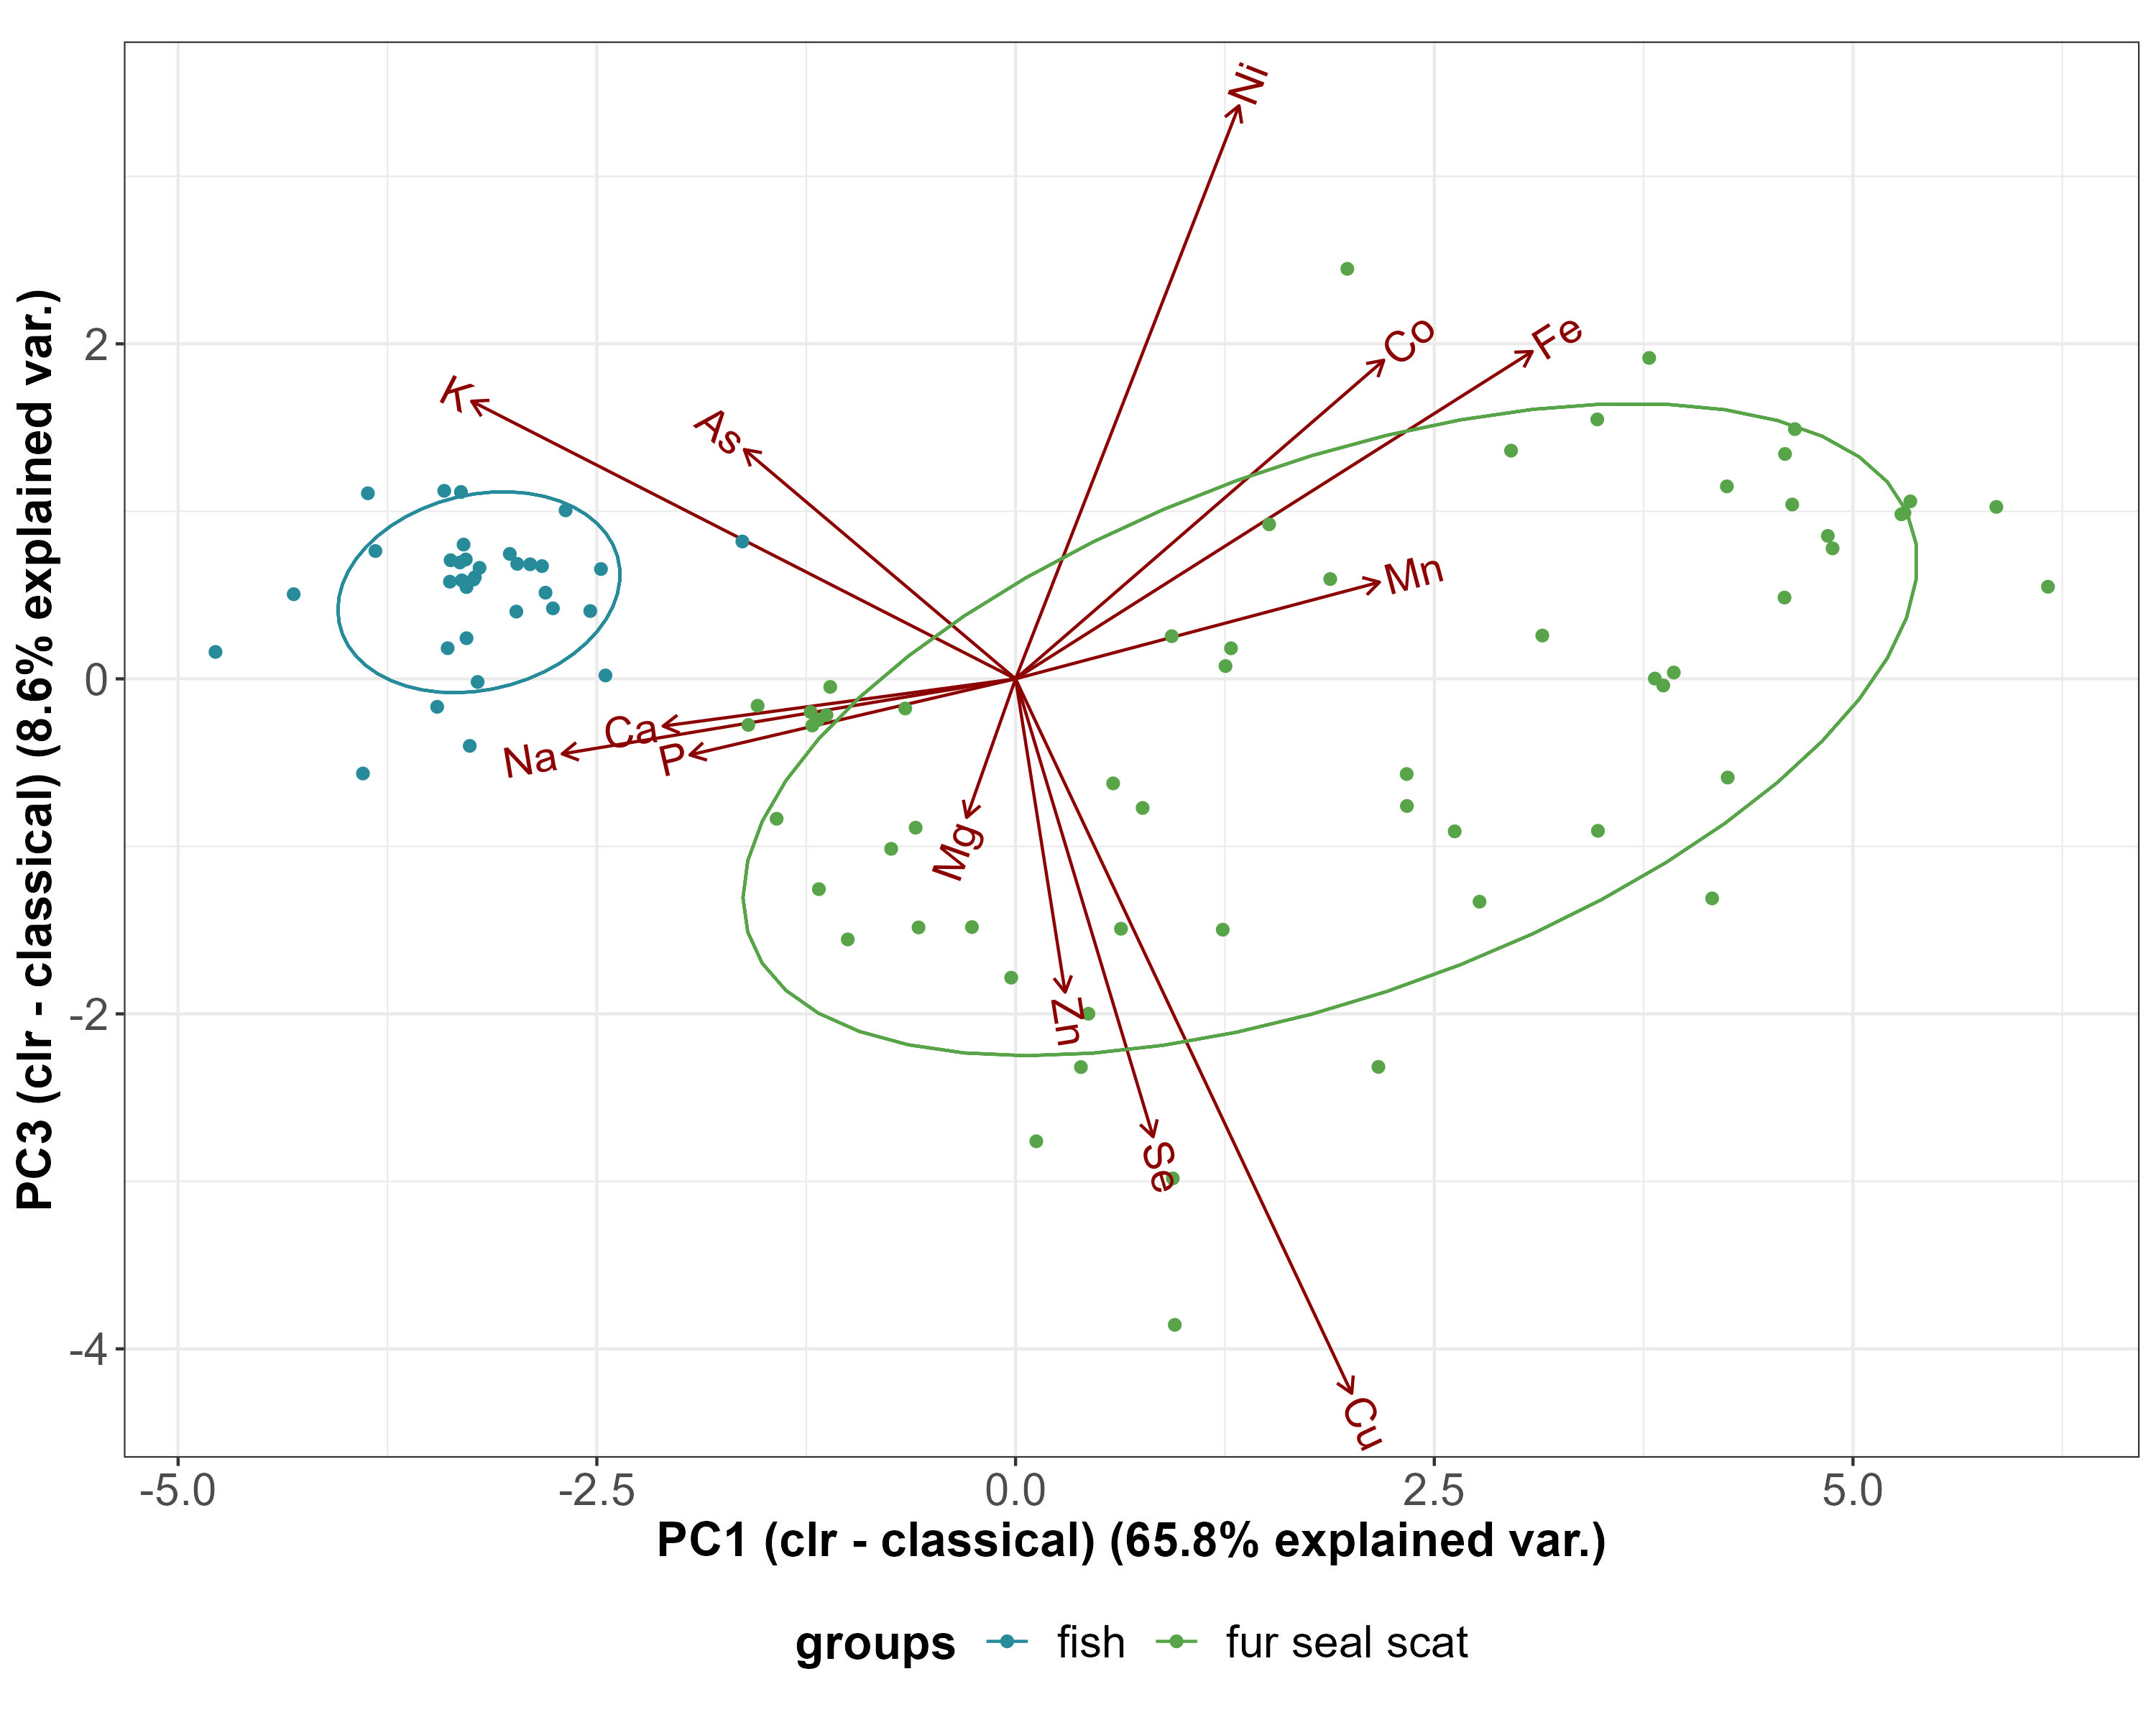 Ni
Co
Fe
K
As
Mn
Ca
Na
P
Mg
Zn
Se
Cu
2
0
-2
-4
PC3 (clr - classical) (8.6% explained var.)
-5.0 -2.5 0.0 2.5 5.0
PC1 (clr - classical) (65.8% explained var.)
groups fish fur seal scat